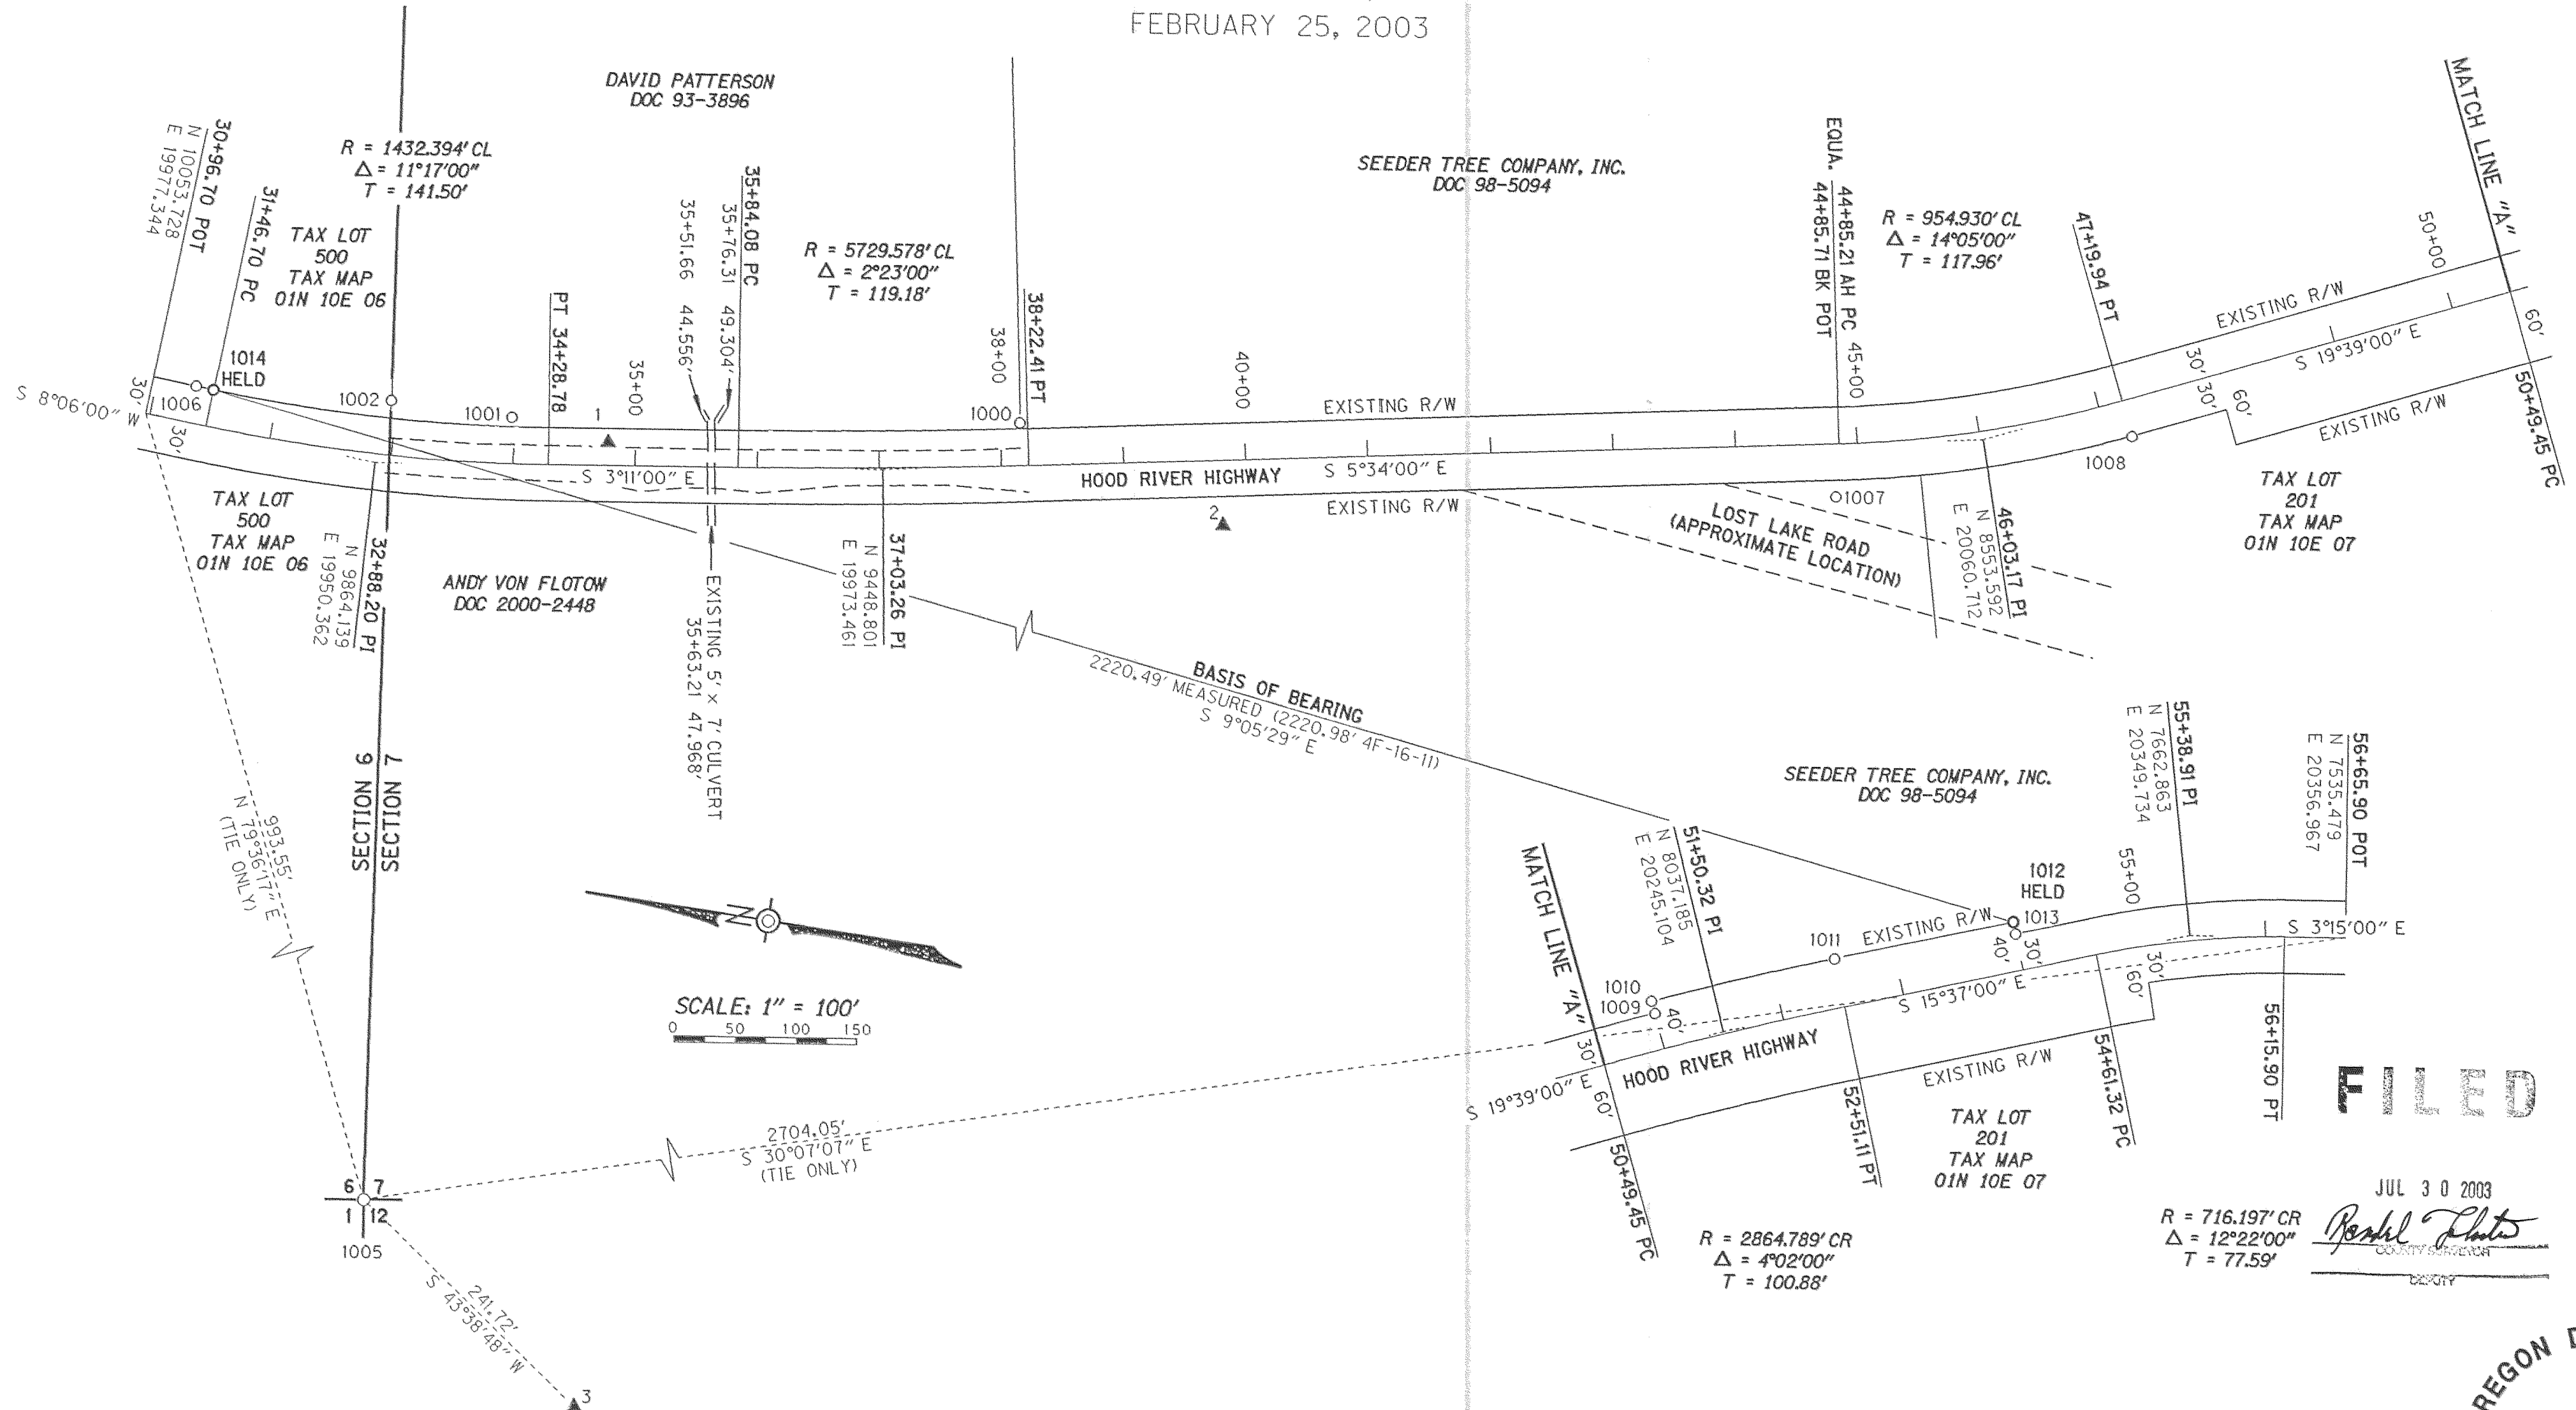 FEBRUARY 25, 2003
DAVID PATTERSON
DOC 93-3896
SEEDER TREE COMPANY, INC.
DOC 98-5094
MATCH LINE "A"
30+96.70 POT
N 10053.728
E 19977.344
31+46.70 PC
R = 1432.394' CL
Δ = 11°17'00"
T = 141.50'
TAX LOT
500
TAX MAP
01N 10E 06
1014
HELD
1006
1002
1001
S 8°06'00" W
30'
30'
PT 34+28.78
1
35+00
35+51.66 44.556'
35+76.31 49.304'
35+84.08 PC
R = 5729.578' CL
Δ = 2°23'00"
T = 119.18'
38+00
38+22.41 PT
1000
40+00
EXISTING R/W
EQUA. 44+85.21 AH PC
44+85.71 BK POT
45+00
R = 954.930' CL
Δ = 14°05'00"
T = 117.96'
47+19.94 PT
EXISTING R/W
50+00
S 19°39'00" E
60'
30'
30'
60'
EXISTING R/W
50+49.45 PC
S 3°11'00" E
HOOD RIVER HIGHWAY
S 5°34'00" E
EXISTING R/W
2
1007
1008
LOST LAKE ROAD
(APPROXIMATE LOCATION)
46+03.17 PI
N 8553.592
E 20060.712
TAX LOT
201
TAX MAP
01N 10E 07
TAX LOT
500
TAX MAP
01N 10E 06
32+88.20 PI
N 9864.139
E 19950.362
ANDY VON FLOTOW
DOC 2000-2448
EXISTING 5' x 7' CULVERT
35+63.21 47.968'
37+03.26 PI
N 9448.801
E 19973.461
BASIS OF BEARING
2220.49' MEASURED (2220.98' 4F-16-11)
S 9°05'29" E
SECTION 7
SECTION 6
993.55'
N 79°36'17" E
(TIE ONLY)
N
SCALE: 1" = 100'
0 50 100 150
2704.05'
S 30°07'07" E
(TIE ONLY)
6 7
1 12
1005
241.72'
S 43°38'48" W
3
SEEDER TREE COMPANY, INC.
DOC 98-5094
MATCH LINE "A"
51+50.32 PI
N 8037.185
E 20245.104
1010
1009
40'
1011
EXISTING R/W
1012
HELD
1013
40'
30'
55+00
55+38.91 PI
N 7662.863
E 20349.734
56+65.90 POT
N 7535.479
E 20356.967
S 3°15'00" E
30'
60'
S 15°37'00" E
30'
60'
S 19°39'00" E
HOOD RIVER HIGHWAY
EXISTING R/W
50+49.45 PC
52+51.11 PT
54+61.32 PC
56+15.90 PT
TAX LOT
201
TAX MAP
01N 10E 07
R = 2864.789' CR
Δ = 4°02'00"
T = 100.88'
R = 716.197' CR
Δ = 12°22'00"
T = 77.59'
FILED
JUL 30 2003
COUNTY SURVEYOR
DEPUTY